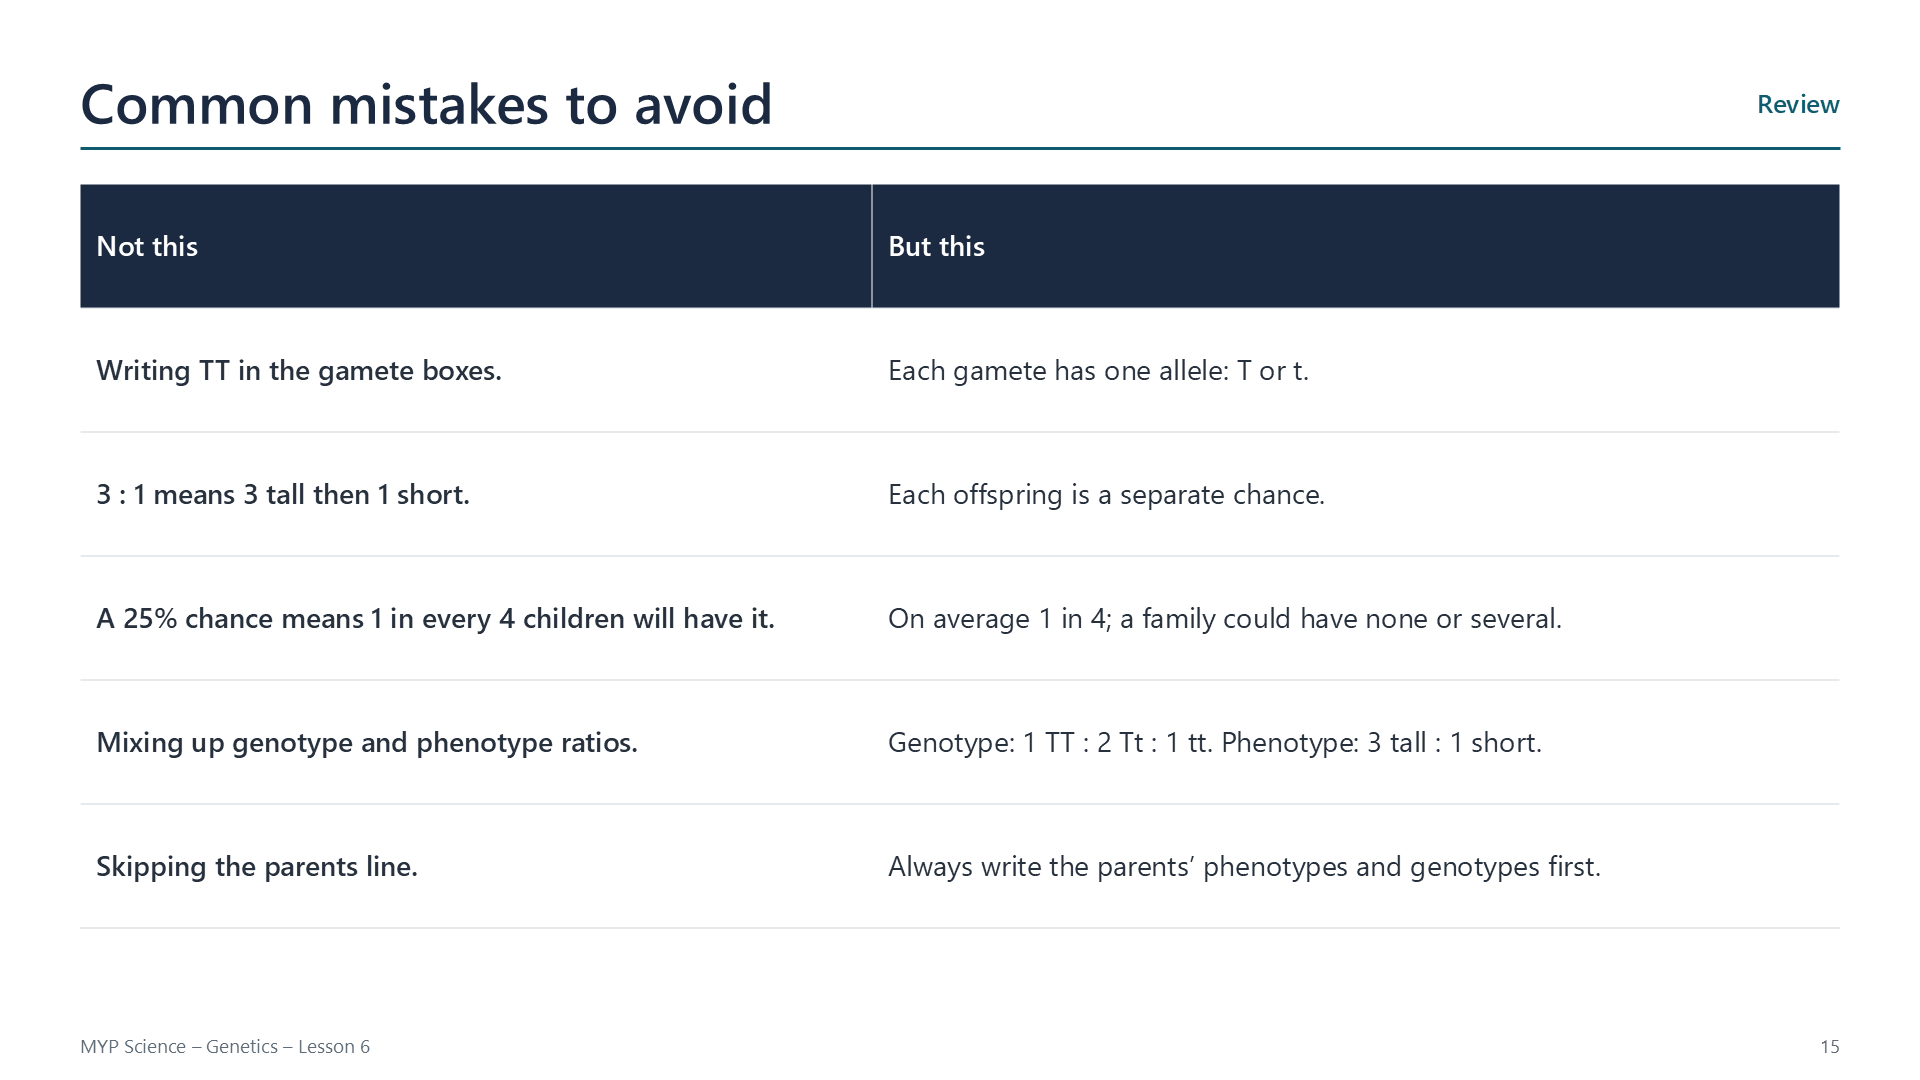 Common mistakes to avoid
Review
Not this
But this
Writing TT in the gamete boxes.
Each gamete has one allele: T or t.
3 : 1 means 3 tall then 1 short.
Each offspring is a separate chance.
A 25% chance means 1 in every 4 children will have it.
On average 1 in 4; a family could have none or several.
Mixing up genotype and phenotype ratios.
Genotype: 1 TT : 2 Tt : 1 tt. Phenotype: 3 tall : 1 short.
Skipping the parents line.
Always write the parents’ phenotypes and genotypes first.
MYP Science – Genetics – Lesson 6
15